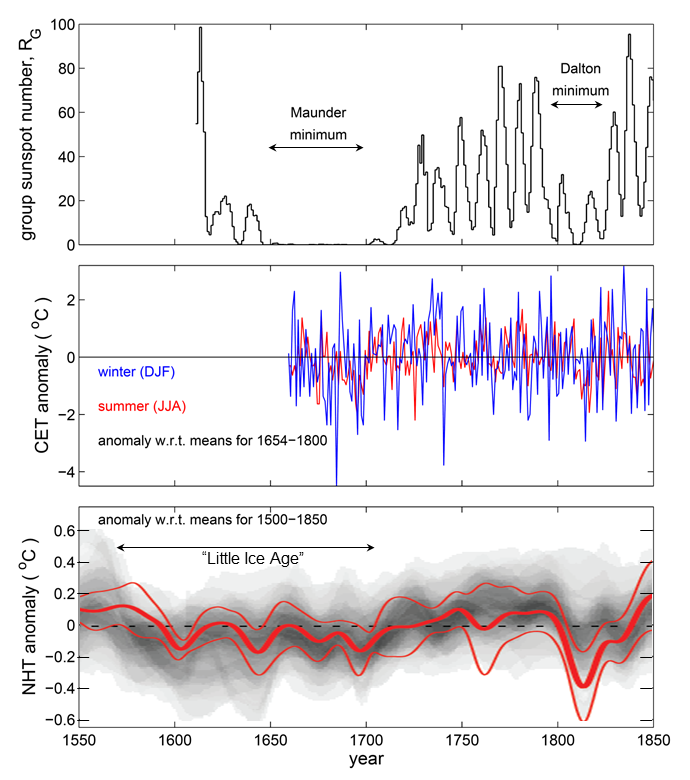 group sunspot number, R_G
100
80
60
40
20
0
Maunder
minimum
Dalton
minimum
CET anomaly ( °C )
2
0
−2
−4
winter (DJF)
summer (JJA)
anomaly w.r.t. means for 1654−1800
NHT anomaly ( °C )
0.6
0.4
0.2
0
−0.2
−0.4
−0.6
anomaly w.r.t. means for 1500−1850
“Little Ice Age”
1550 1600 1650 1700 1750 1800 1850
year